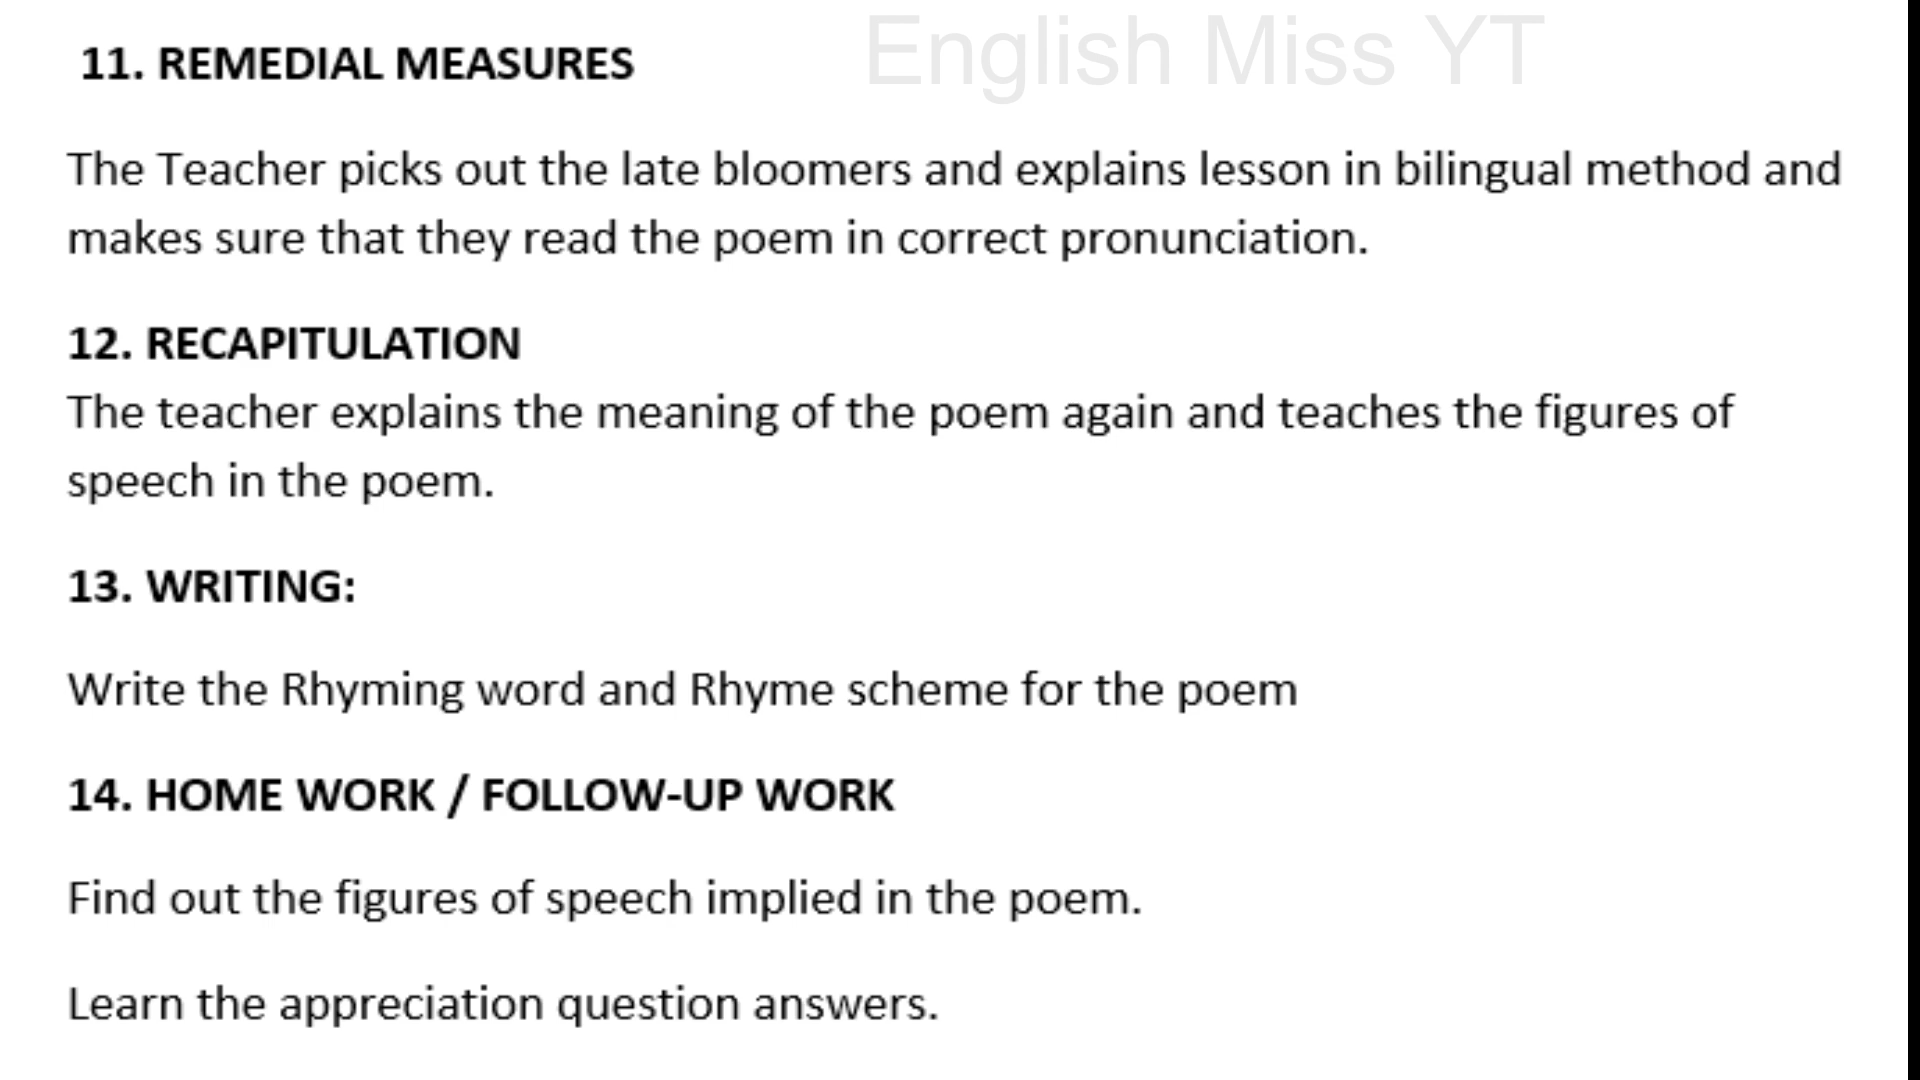 English Miss YT
11. REMEDIAL MEASURES
The Teacher picks out the late bloomers and explains lesson in bilingual method and
makes sure that they read the poem in correct pronunciation.
12. RECAPITULATION
The teacher explains the meaning of the poem again and teaches the figures of
speech in the poem.
13. WRITING:
Write the Rhyming word and Rhyme scheme for the poem
14. HOME WORK / FOLLOW-UP WORK
Find out the figures of speech implied in the poem.
Learn the appreciation question answers.